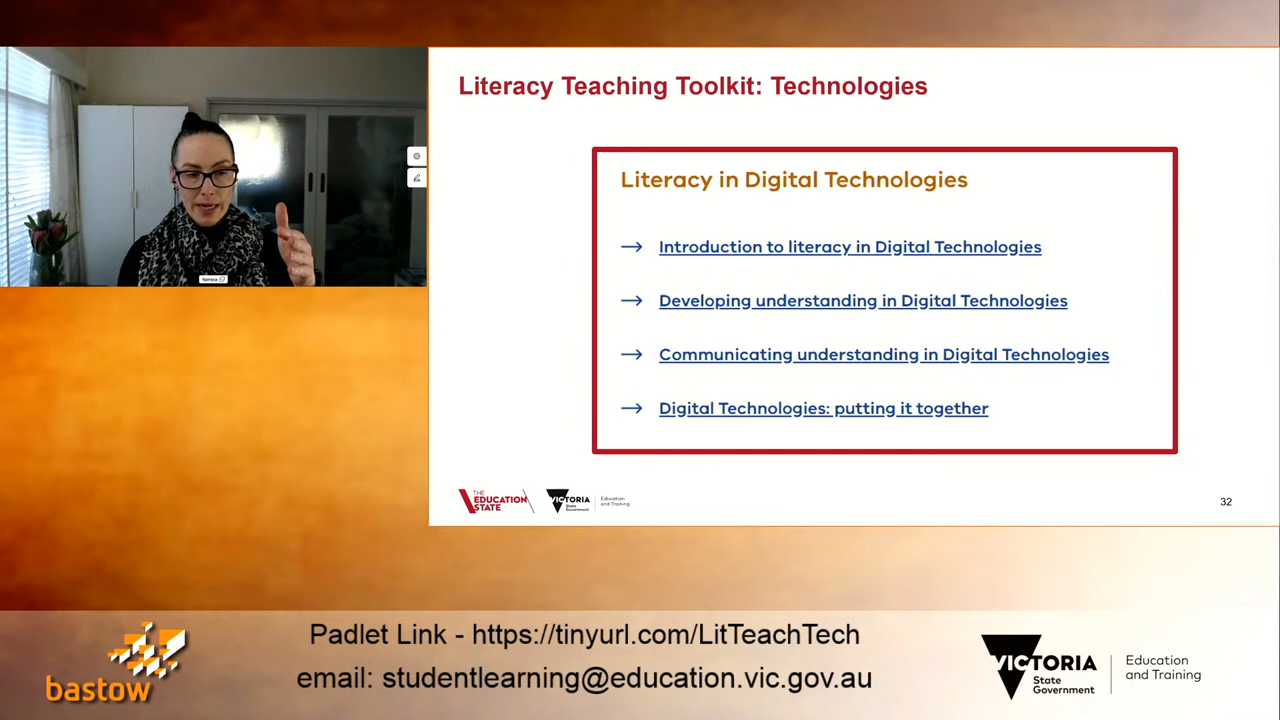 Literacy Teaching Toolkit: Technologies
Literacy in Digital Technologies
→ Introduction to literacy in Digital Technologies
→ Developing understanding in Digital Technologies
→ Communicating understanding in Digital Technologies
→ Digital Technologies: putting it together
Nerissa
THE
EDUCATION
STATE
VICTORIA
State
Government
Education
and Training
32
Padlet Link - https://tinyurl.com/LitTeachTech
email: studentlearning@education.vic.gov.au
bastow
VICTORIA
State
Government
Education
and Training